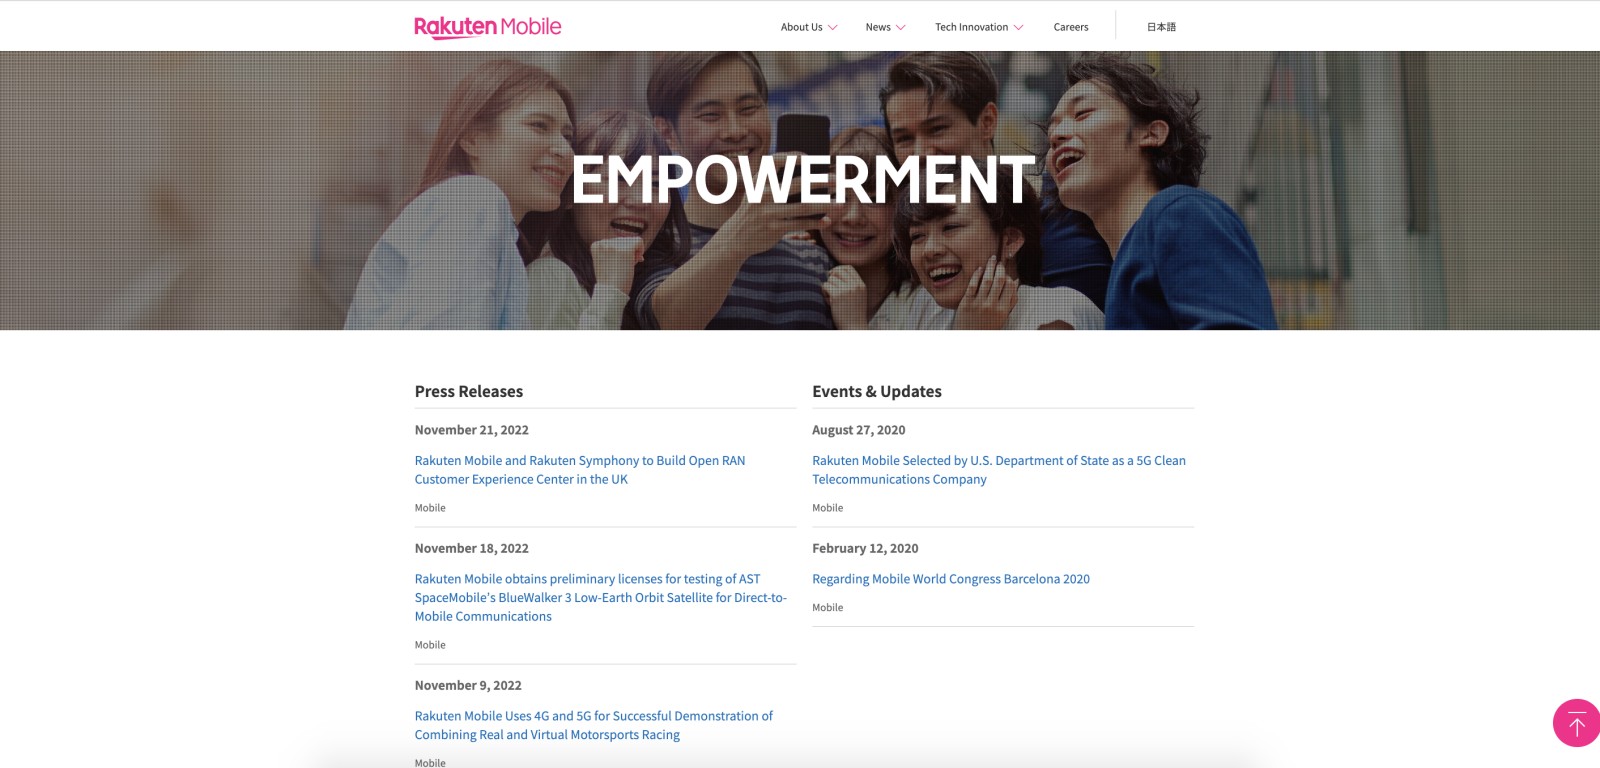 Rakuten Mobile
About Us
News
Tech Innovation
Careers
日本語
EMPOWERMENT
Press Releases
November 21, 2022
Rakuten Mobile and Rakuten Symphony to Build Open RAN
Customer Experience Center in the UK
Mobile
November 18, 2022
Rakuten Mobile obtains preliminary licenses for testing of AST
SpaceMobile's BlueWalker 3 Low-Earth Orbit Satellite for Direct-to-
Mobile Communications
Mobile
November 9, 2022
Rakuten Mobile Uses 4G and 5G for Successful Demonstration of
Combining Real and Virtual Motorsports Racing
Mobile
Events & Updates
August 27, 2020
Rakuten Mobile Selected by U.S. Department of State as a 5G Clean
Telecommunications Company
Mobile
February 12, 2020
Regarding Mobile World Congress Barcelona 2020
Mobile